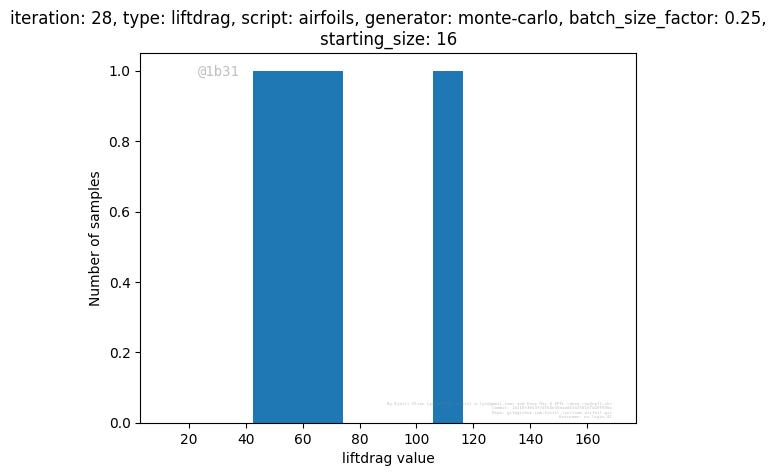 iteration: 28, type: liftdrag, script: airfoils, generator: monte-carlo, batch_size_factor: 0.25,
starting_size: 16
@1b31
1.0
0.8
0.6
0.4
0.2
0.0
Number of samples
20 40 60 80 100 120 140 160
liftdrag value